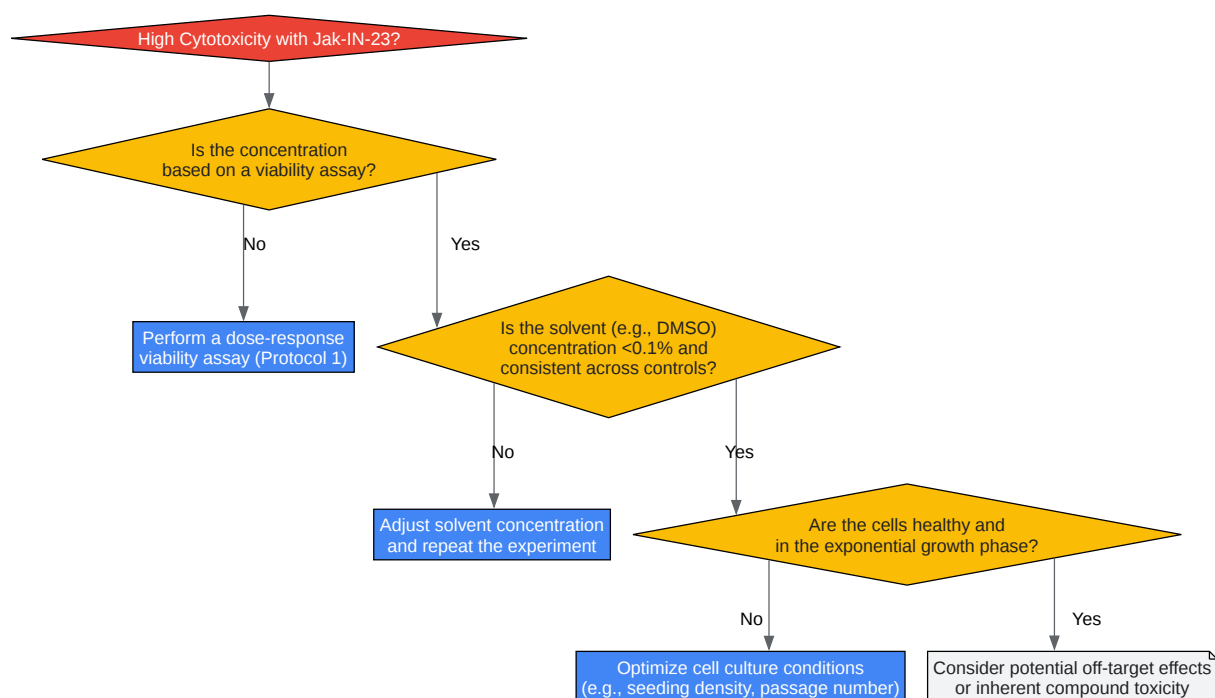 High Cytotoxicity with Jak-IN-23?
Is the concentration
based on a viability assay?
No
Yes
Perform a dose-response
viability assay (Protocol 1)
Is the solvent (e.g., DMSO)
concentration <0.1% and
consistent across controls?
No
Yes
Adjust solvent concentration
and repeat the experiment
Are the cells healthy and
in the exponential growth phase?
No
Yes
Optimize cell culture conditions
(e.g., seeding density, passage number)
Consider potential off-target effects
or inherent compound toxicity